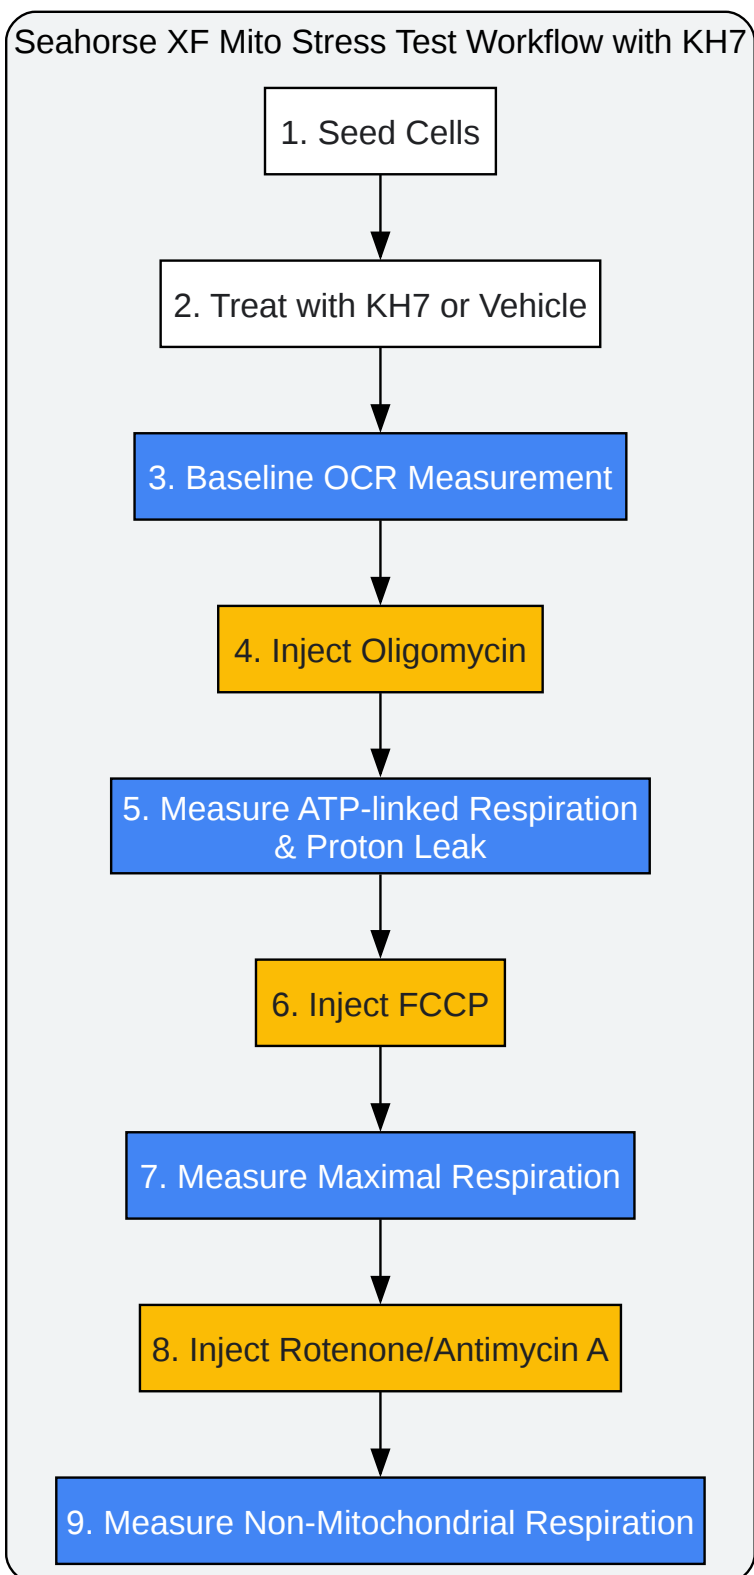 Seahorse XF Mito Stress Test Workflow with KH7
1. Seed Cells
2. Treat with KH7 or Vehicle
3. Baseline OCR Measurement
4. Inject Oligomycin
5. Measure ATP-linked Respiration
& Proton Leak
6. Inject FCCP
7. Measure Maximal Respiration
8. Inject Rotenone/Antimycin A
9. Measure Non-Mitochondrial Respiration